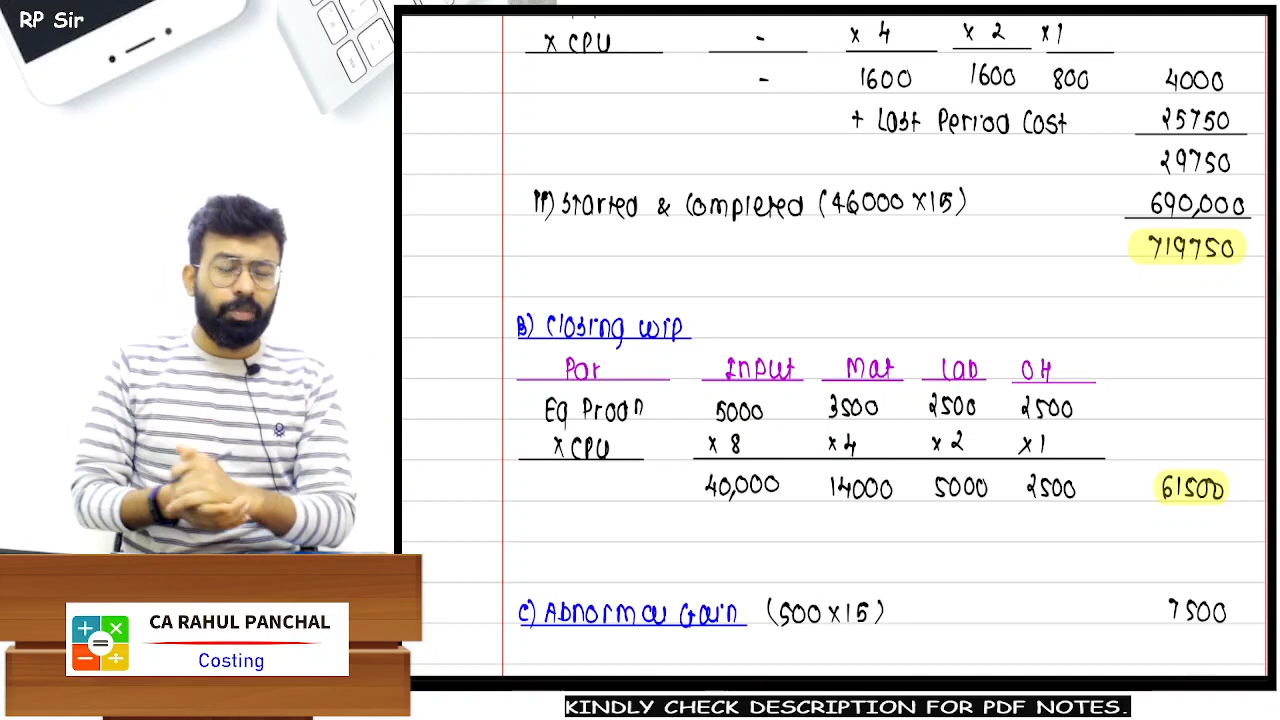 RP Sir
x CPU - x 4 x 2 x 1
- 1600 1600 800 4000
+ Last Period Cost 25750
29750
II) Started & Completed (46000 x 15) 690,000
719750
B) Closing WIP
Par Input Mat Lab OH
Eq Prodn 5000 3500 2500 2500
x CPU x 8 x 4 x 2 x 1
40,000 14000 5000 2500 61500
C) Abnormal Gain (500 x 15) 7500
CA RAHUL PANCHAL
Costing
KINDLY CHECK DESCRIPTION FOR PDF NOTES.